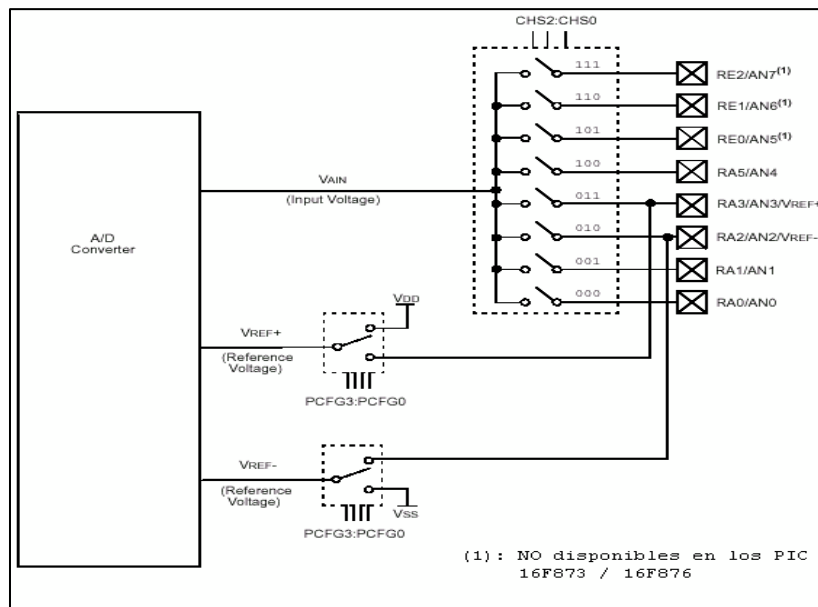 CHS2:CHS0
111 RE2/AN7(1)
110 RE1/AN6(1)
101 RE0/AN5(1)
100 RA5/AN4
VAIN
(Input Voltage)
011 RA3/AN3/VREF+
010 RA2/AN2/VREF-
A/D
Converter
001 RA1/AN1
000 RA0/AN0
VDD
VREF+
(Reference
Voltage)
PCFG3:PCFG0
VREF-
(Reference
Voltage)
VSS
PCFG3:PCFG0
(1): NO disponibles en los PIC
16F873 / 16F876